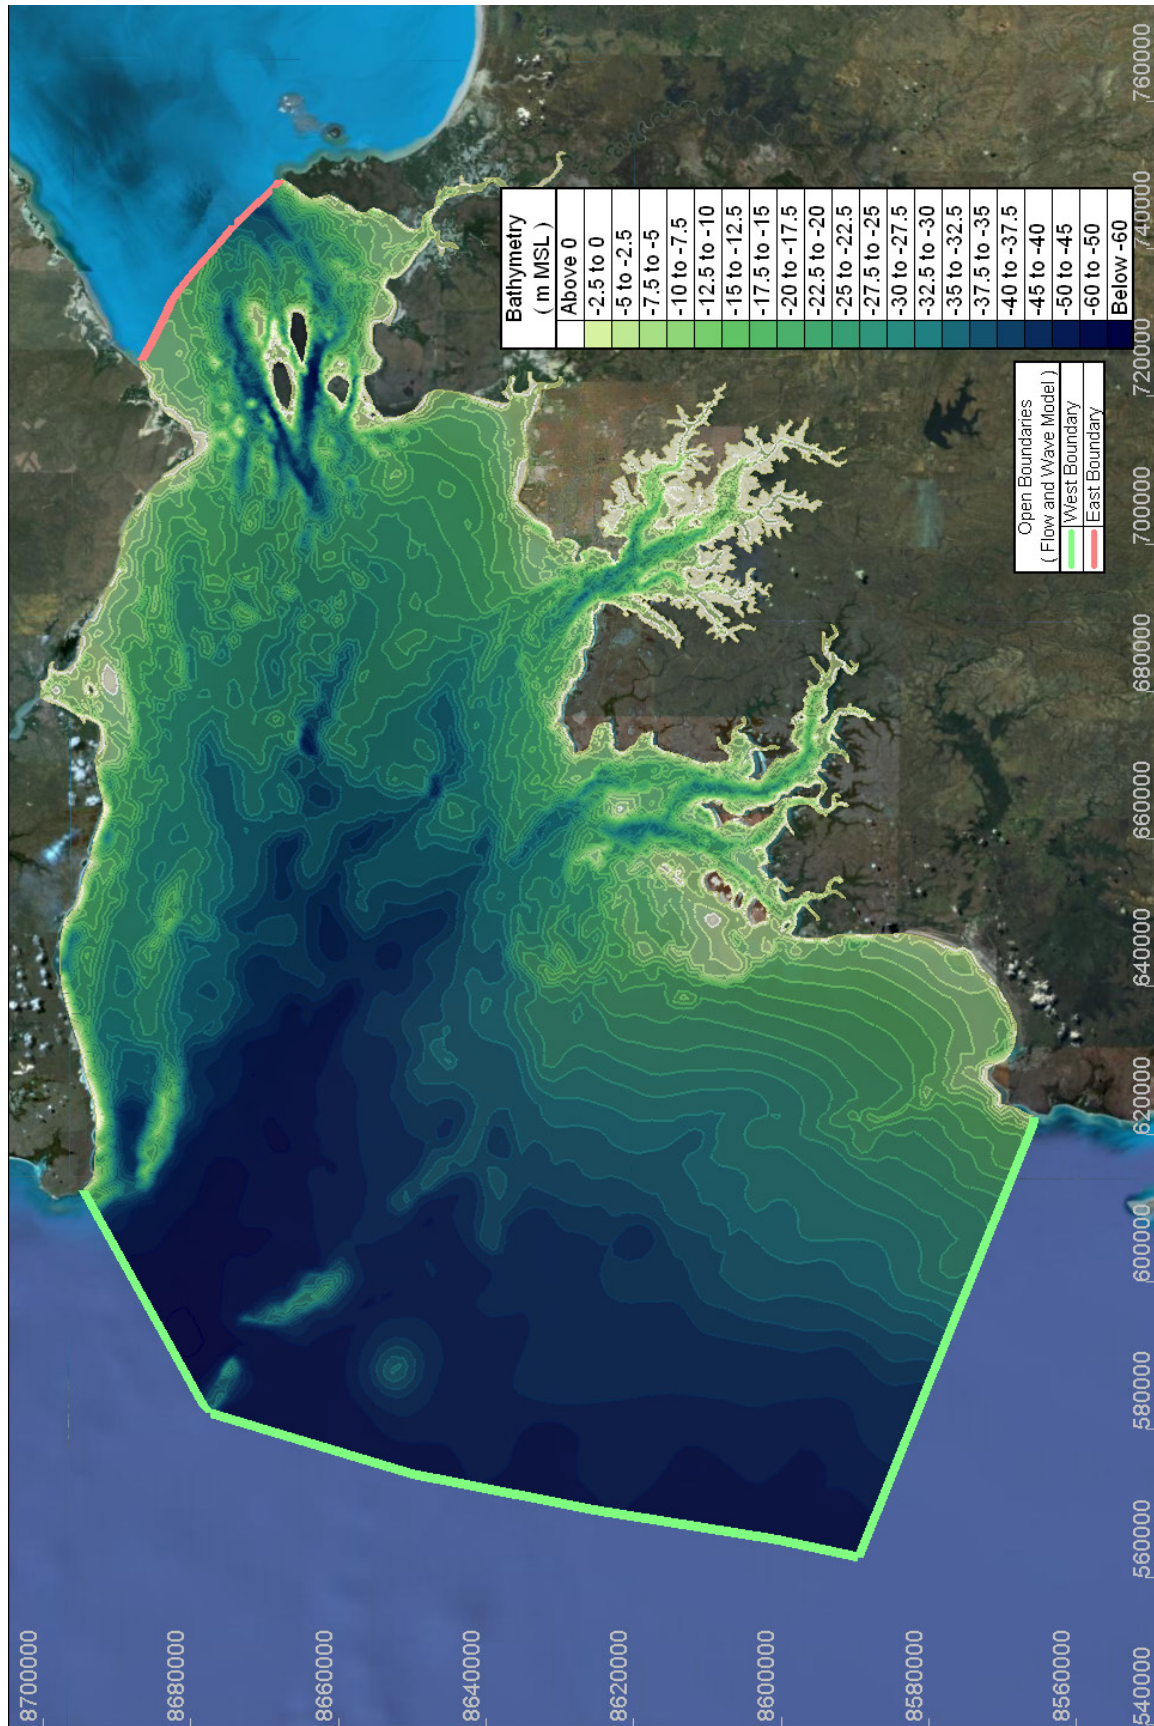 Bathymetry
( m MSL )
Above 0
-2.5 to 0
-5 to -2.5
-7.5 to -5
-10 to -7.5
-12.5 to -10
-15 to -12.5
-17.5 to -15
-20 to -17.5
-22.5 to -20
-25 to -22.5
-27.5 to -25
-30 to -27.5
-32.5 to -30
-35 to -32.5
-37.5 to -35
-40 to -37.5
-45 to -40
-50 to -45
-60 to -50
Below -60
Open Boundaries
( Flow and Wave Model )
West Boundary
East Boundary
8700000
8680000
8660000
8640000
8620000
8600000
8580000
8560000
540000
560000
580000
600000
620000
640000
660000
680000
700000
720000
740000
760000